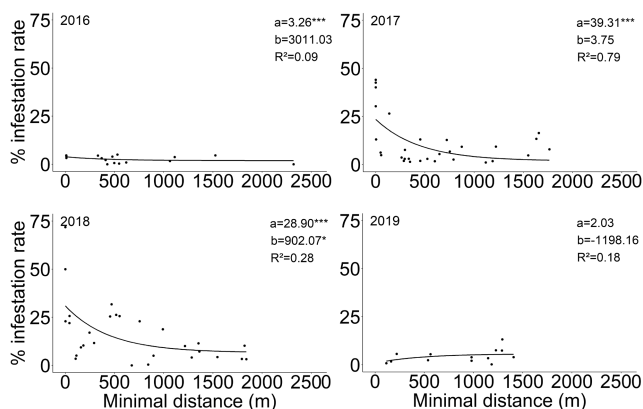 2016
a=3.26***
b=3011.03
R²=0.09
% infestation rate
75
50
25
0
0 500 1000 1500 2000 2500
2017
a=39.31***
b=3.75
R²=0.79
% infestation rate
75
50
25
0
0 500 1000 1500 2000 2500
2018
a=28.90***
b=902.07*
R²=0.28
% infestation rate
75
50
25
0
0 500 1000 1500 2000 2500
Minimal distance (m)
2019
a=2.03
b=-1198.16
R²=0.18
% infestation rate
75
50
25
0
0 500 1000 1500 2000 2500
Minimal distance (m)